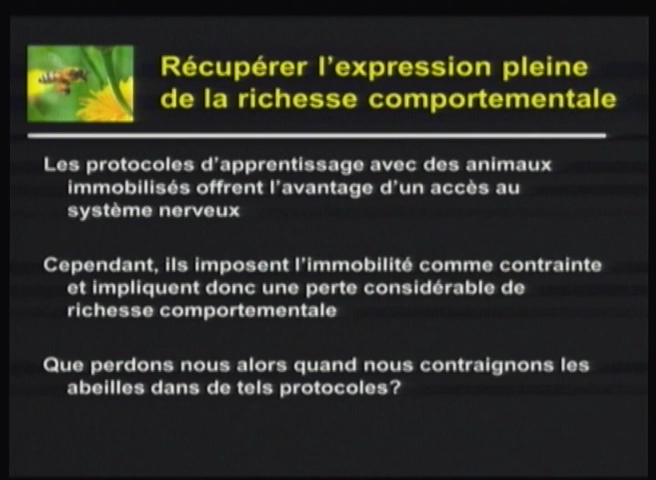 Récupérer l'expression pleine
de la richesse comportementale
Les protocoles d'apprentissage avec des animaux
immobilisés offrent l'avantage d'un accès au
système nerveux
Cependant, ils imposent l'immobilité comme contrainte
et impliquent donc une perte considérable de
richesse comportementale
Que perdons nous alors quand nous contraignons les
abeilles dans de tels protocoles?